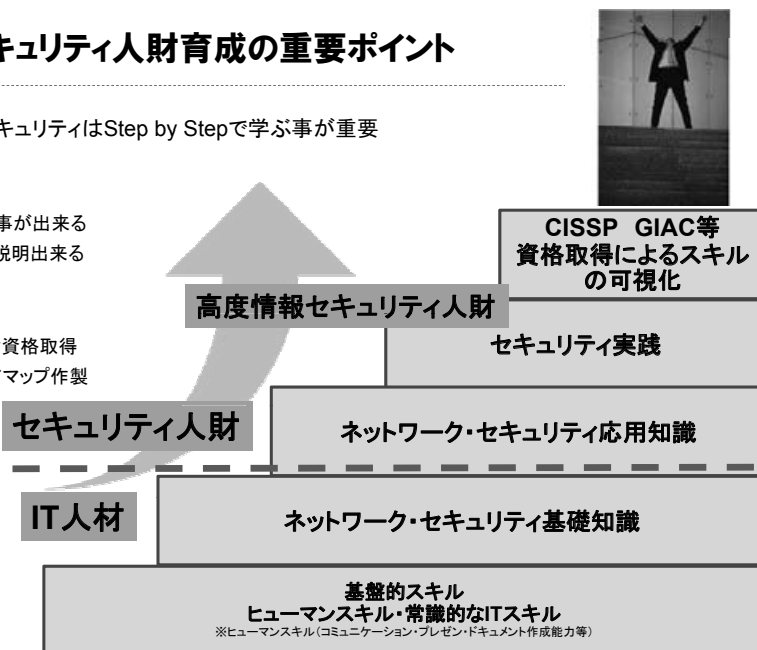 キュリティ人財育成の重要ポイント
キュリティはStep by Stepで学ぶ事が重要
事が出来る
説明出来る
資格取得
マップ作製
CISSP GIAC等
資格取得によるスキル
の可視化
高度情報セキュリティ人財
セキュリティ実践
セキュリティ人財
ネットワーク・セキュリティ応用知識
IT人材
ネットワーク・セキュリティ基礎知識
基盤的スキル
ヒューマンスキル・常識的なITスキル
※ヒューマンスキル(コミュニケーション・プレゼン・ドキュメント作成能力等)